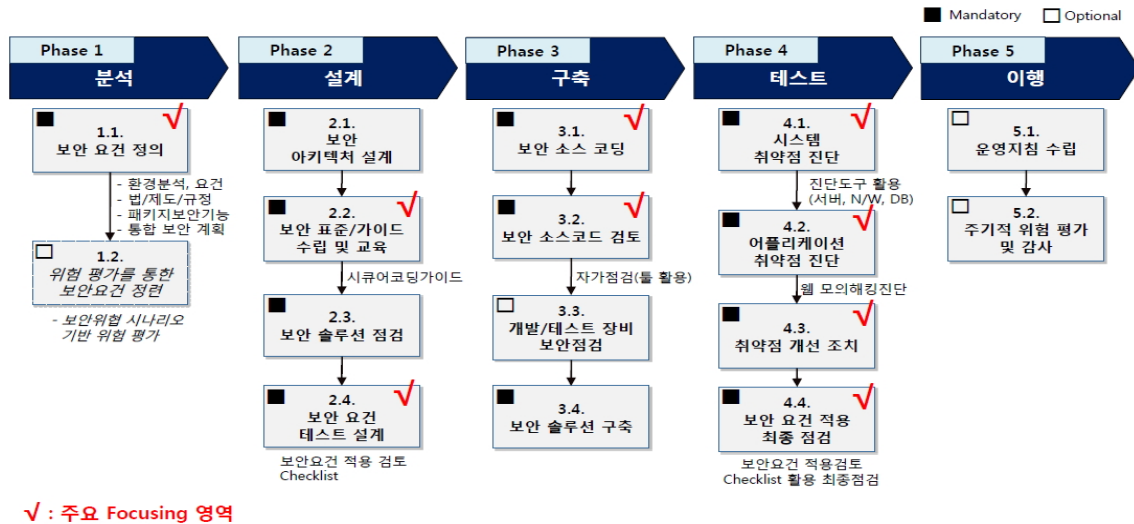 Mandatory
Optional
Phase 1
분석
Phase 2
설계
Phase 3
구축
Phase 4
테스트
Phase 5
이행
1.1.
보안 요건 정의
- 환경분석, 요건
- 법/제도/규정
- 패키지보안기능
- 통합 보안 계획
1.2.
위험 평가를 통한
보안요건 정련
- 보안위협 시나리오
기반 위험 평가
2.1.
보안
아키텍처 설계
2.2.
보안 표준/가이드
수립 및 교육
시큐어코딩가이드
2.3.
보안 솔루션 점검
2.4.
보안 요건
테스트 설계
보안요건 적용 검토
Checklist
3.1.
보안 소스 코딩
3.2.
보안 소스코드 검토
자가점검(툴 활용)
3.3.
개발/테스트 장비
보안점검
3.4.
보안 솔루션 구축
4.1.
시스템
취약점 진단
진단도구 활용
(서버, N/W, DB)
4.2.
어플리케이션
취약점 진단
웹 모의해킹진단
4.3.
취약점 개선 조치
4.4.
보안 요건 적용
최종 점검
보안요건 적용검토
Checklist 활용 최종점검
5.1.
운영지침 수립
5.2.
주기적 위험 평가
및 감사
√ : 주요 Focusing 영역